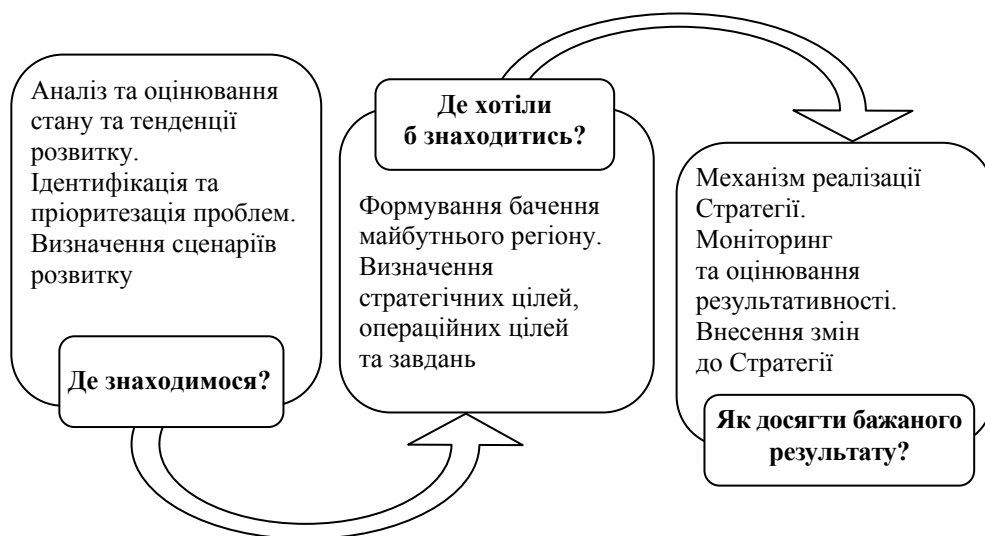 Аналіз та оцінювання
стану та тенденції
розвитку.
Ідентифікація та
пріоритезація проблем.
Визначення сценаріїв
розвитку
Де знаходимося?
Де хотіли
б знаходитись?
Формування бачення
майбутнього регіону.
Визначення
стратегічних цілей,
операційних цілей
та завдань
Механізм реалізації
Стратегії.
Моніторинг
та оцінювання
результативності.
Внесення змін
до Стратегії
Як досягти бажаного
результату?